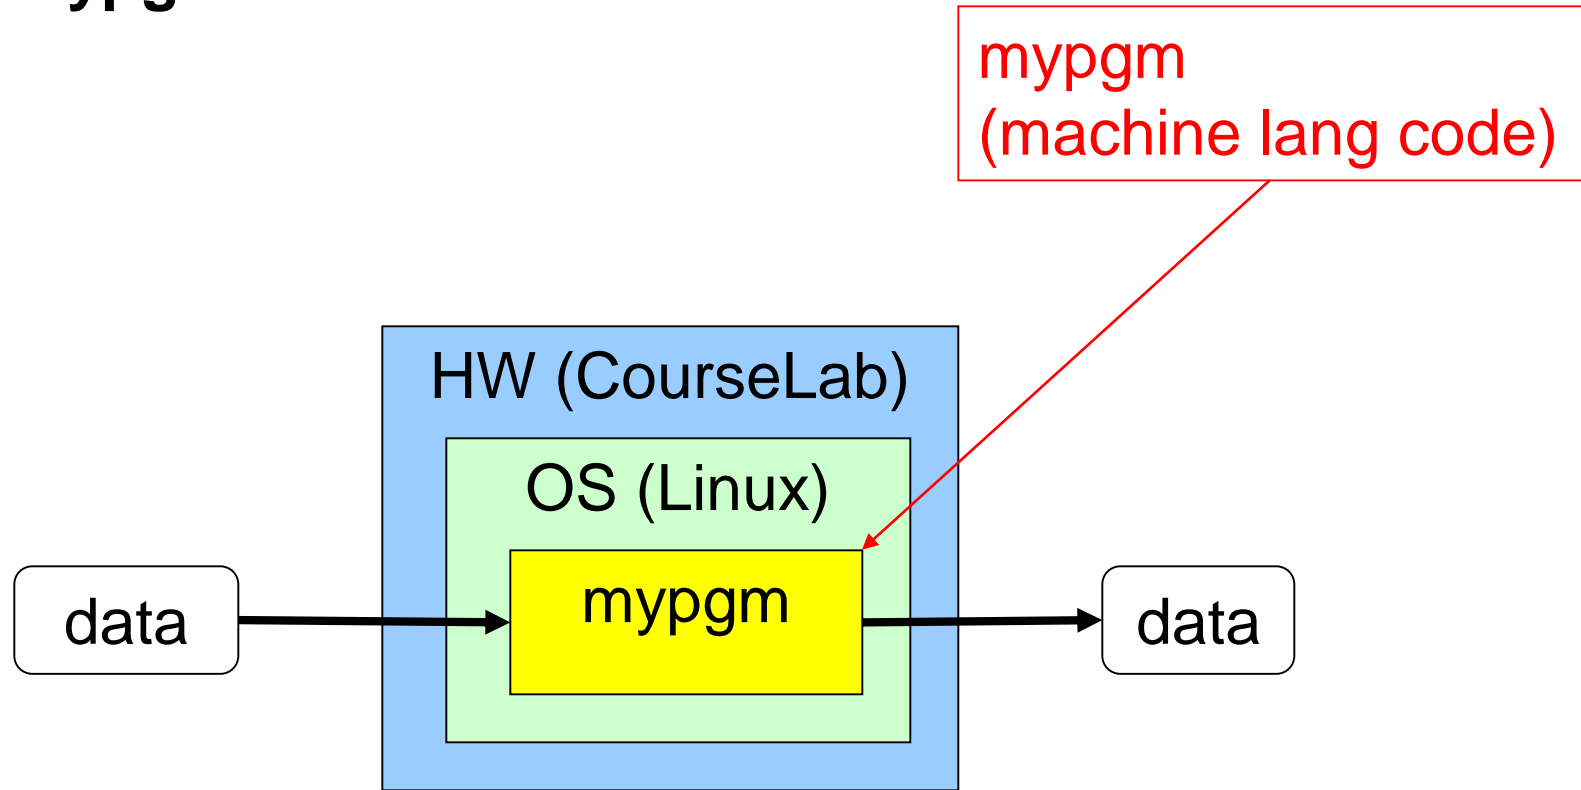 mypgm
(machine lang code)
HW (CourseLab)
OS (Linux)
mypgm
data
data